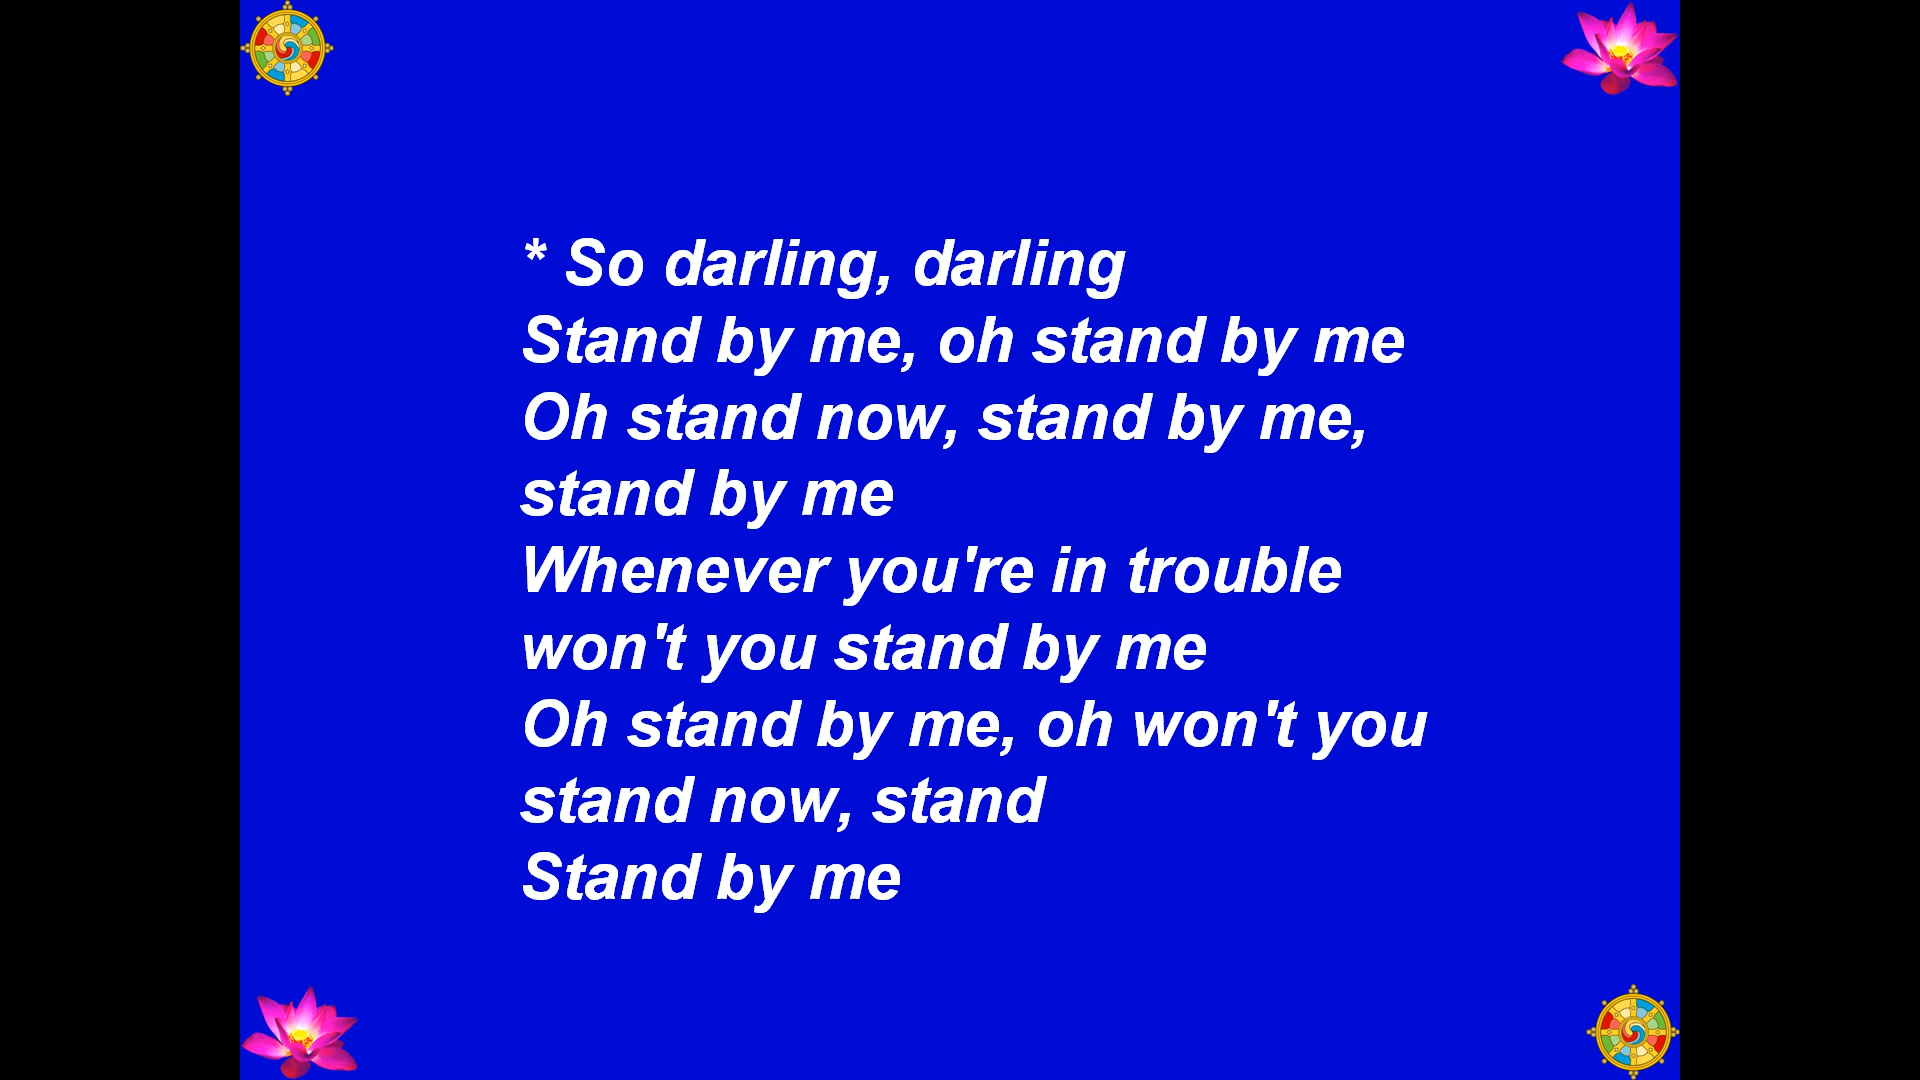 * So darling, darling
Stand by me, oh stand by me
Oh stand now, stand by me,
stand by me
Whenever you're in trouble
won't you stand by me
Oh stand by me, oh won't you
stand now, stand
Stand by me